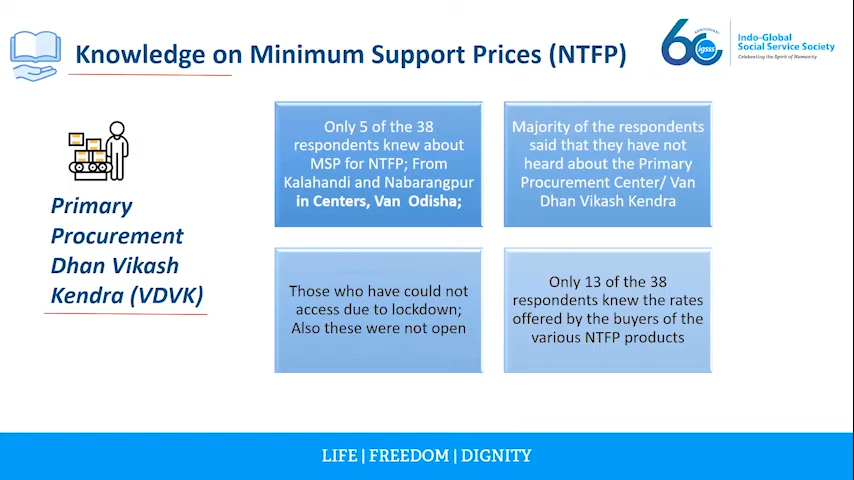 Knowledge on Minimum Support Prices (NTFP)
60
ANNIVERSARY
igsss
Indo-Global
Social Service Society
Celebrating the Spirit of Humanity
Primary
Procurement
Dhan Vikash
Kendra (VDVK)
Only 5 of the 38
respondents knew about
MSP for NTFP; From
Kalahandi and Nabarangpur
in Centers, Van Odisha;
Majority of the respondents
said that they have not
heard about the Primary
Procurement Center/ Van
Dhan Vikash Kendra
Those who have could not
access due to lockdown;
Also these were not open
Only 13 of the 38
respondents knew the rates
offered by the buyers of the
various NTFP products
LIFE | FREEDOM | DIGNITY